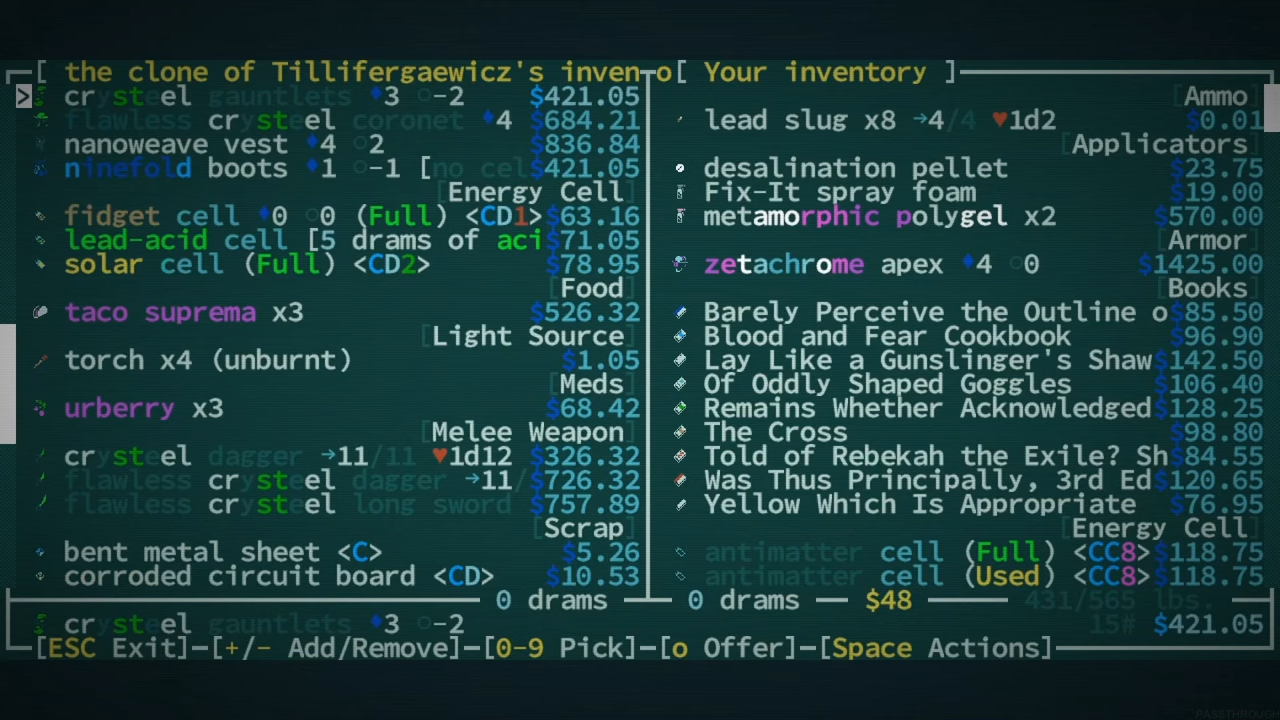 [ the clone of Tillifergaewicz's inven o[ Your inventory ]
> crysteel gauntlets ♦3 ○-2 $421.05 [Ammo]
flawless crysteel coronet ♦4 $684.21 lead slug x8 →4/4 ♥1d2 $0.01
nanoweave vest ♦4 ○2 $836.84 [Applicators]
ninefold boots ♦1 ○-1 [no cel $421.05 desalination pellet $23.75
[Energy Cell] Fix-It spray foam $19.00
fidget cell ♦0 ○0 (Full) <CD1> $63.16 metamorphic polygel x2 $570.00
lead-acid cell [5 drams of aci $71.05 [Armor]
solar cell (Full) <CD2> $78.95 zetachrome apex ♦4 ○0 $1425.00
[Food] [Books]
taco suprema x3 $526.32 Barely Perceive the Outline o $85.50
[Light Source] Blood and Fear Cookbook $96.90
torch x4 (unburnt) $1.05 Lay Like a Gunslinger's Shaw $142.50
[Meds] Of Oddly Shaped Goggles $106.40
urberry x3 $68.42 Remains Whether Acknowledged $128.25
[Melee Weapon] The Cross $98.80
crysteel dagger →11/11 ♥1d12 $326.32 Told of Rebekah the Exile? Sh $84.55
flawless crysteel dagger →11/ $726.32 Was Thus Principally, 3rd Ed $120.65
flawless crysteel long sword $757.89 Yellow Which Is Appropriate $76.95
[Scrap] [Energy Cell]
bent metal sheet <C> $5.26 antimatter cell (Full) <CC8> $118.75
corroded circuit board <CD> $10.53 antimatter cell (Used) <CC8> $118.75
0 drams 0 drams $48 431/565 lbs.
crysteel gauntlets ♦3 ○-2 15# $421.05
[ESC Exit]-[+/- Add/Remove]-[0-9 Pick]-[o Offer]-[Space Actions]
PASSTHROUGH